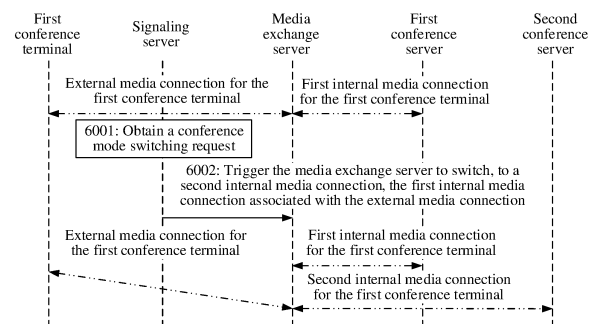 First
conference
terminal
Signaling
server
Media
exchange
server
First
conference
server
Second
conference
server
External media connection for the
first conference terminal
First internal media connection
for the first conference terminal
6001: Obtain a conference
mode switching request
6002: Trigger the media exchange server to switch, to a
second internal media connection, the first internal media
connection associated with the external media connection
External media connection for
the first conference terminal
First internal media connection
for the first conference terminal
Second internal media connection
for the first conference terminal